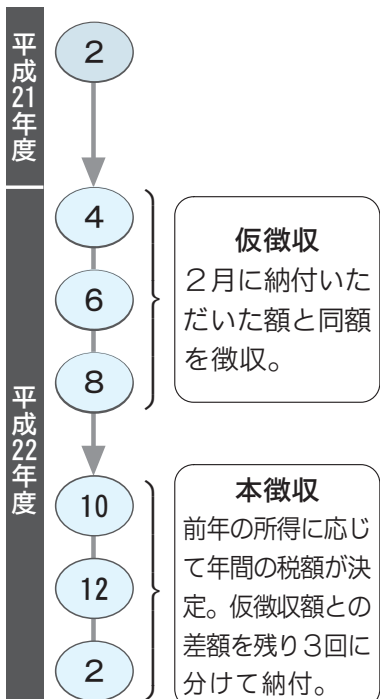 平成21年度
2
平成22年度
4
6
8
仮徴収
２月に納付いた
だいた額と同額
を徴収。
10
12
2
本徴収
前年の所得に応じ
て年間の税額が決
定。仮徴収額との
差額を残り３回に
分けて納付。